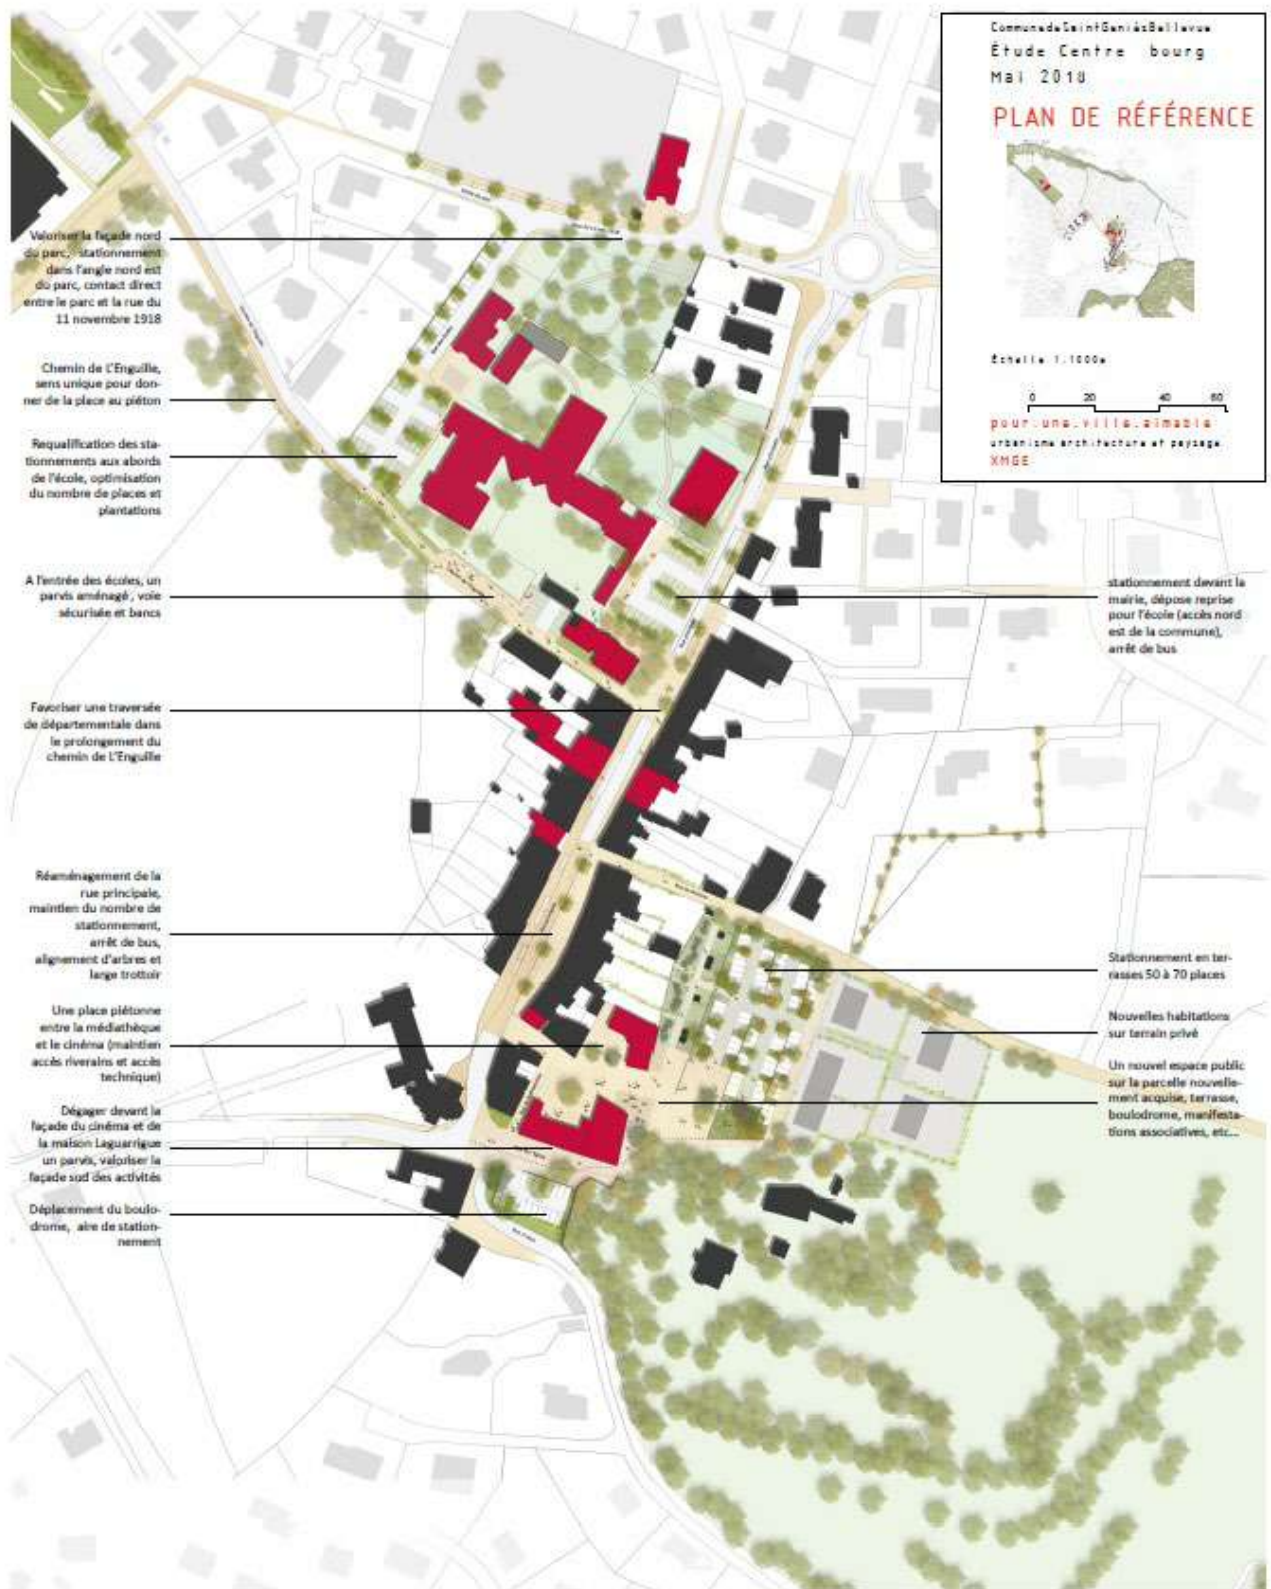 CommunedeSaintGenièsBellevue
Étude Centre bourg
Mai 2018
PLAN DE RÉFÉRENCE
Échelle 1.1000e
0 20 40 60
pour.une.ville.aimable
urbanisme architecture et paysage
XMGE
Valoriser la façade nord
du parc, stationnement
dans l'angle nord est
du parc, contact direct
entre le parc et la rue du
11 novembre 1918
Chemin de L'Enguille,
sens unique pour don-
ner de la place au piéton
Requalification des sta-
tionnements aux abords
de l'école, optimisation
du nombre de places et
plantations
A l'entrée des écoles, un
parvis aménagé , voie
sécurisée et bancs
Favoriser une traversée
de départementale dans
le prolongement du
chemin de L'Enguille
Réaménagement de la
rue principale,
maintien du nombre de
stationnement,
arrêt de bus,
alignement d'arbres et
large trottoir
Une place piétonne
entre la médiathèque
et le cinéma (maintien
accès riverains et accès
technique)
Dégager devant la
façade du cinéma et de
la maison Laguarrigue
un parvis, valoriser la
façade sud des activités
Déplacement du boulo-
drome, aire de station-
nement
stationnement devant la
mairie, dépose reprise
pour l'école (accès nord
est de la commune),
arrêt de bus
Stationnement en ter-
rasses 50 à 70 places
Nouvelles habitations
sur terrain privé
Un nouvel espace public
sur la parcelle nouvelle-
ment acquise, terrasse,
boulodrome, manifesta-
tions associatives, etc...